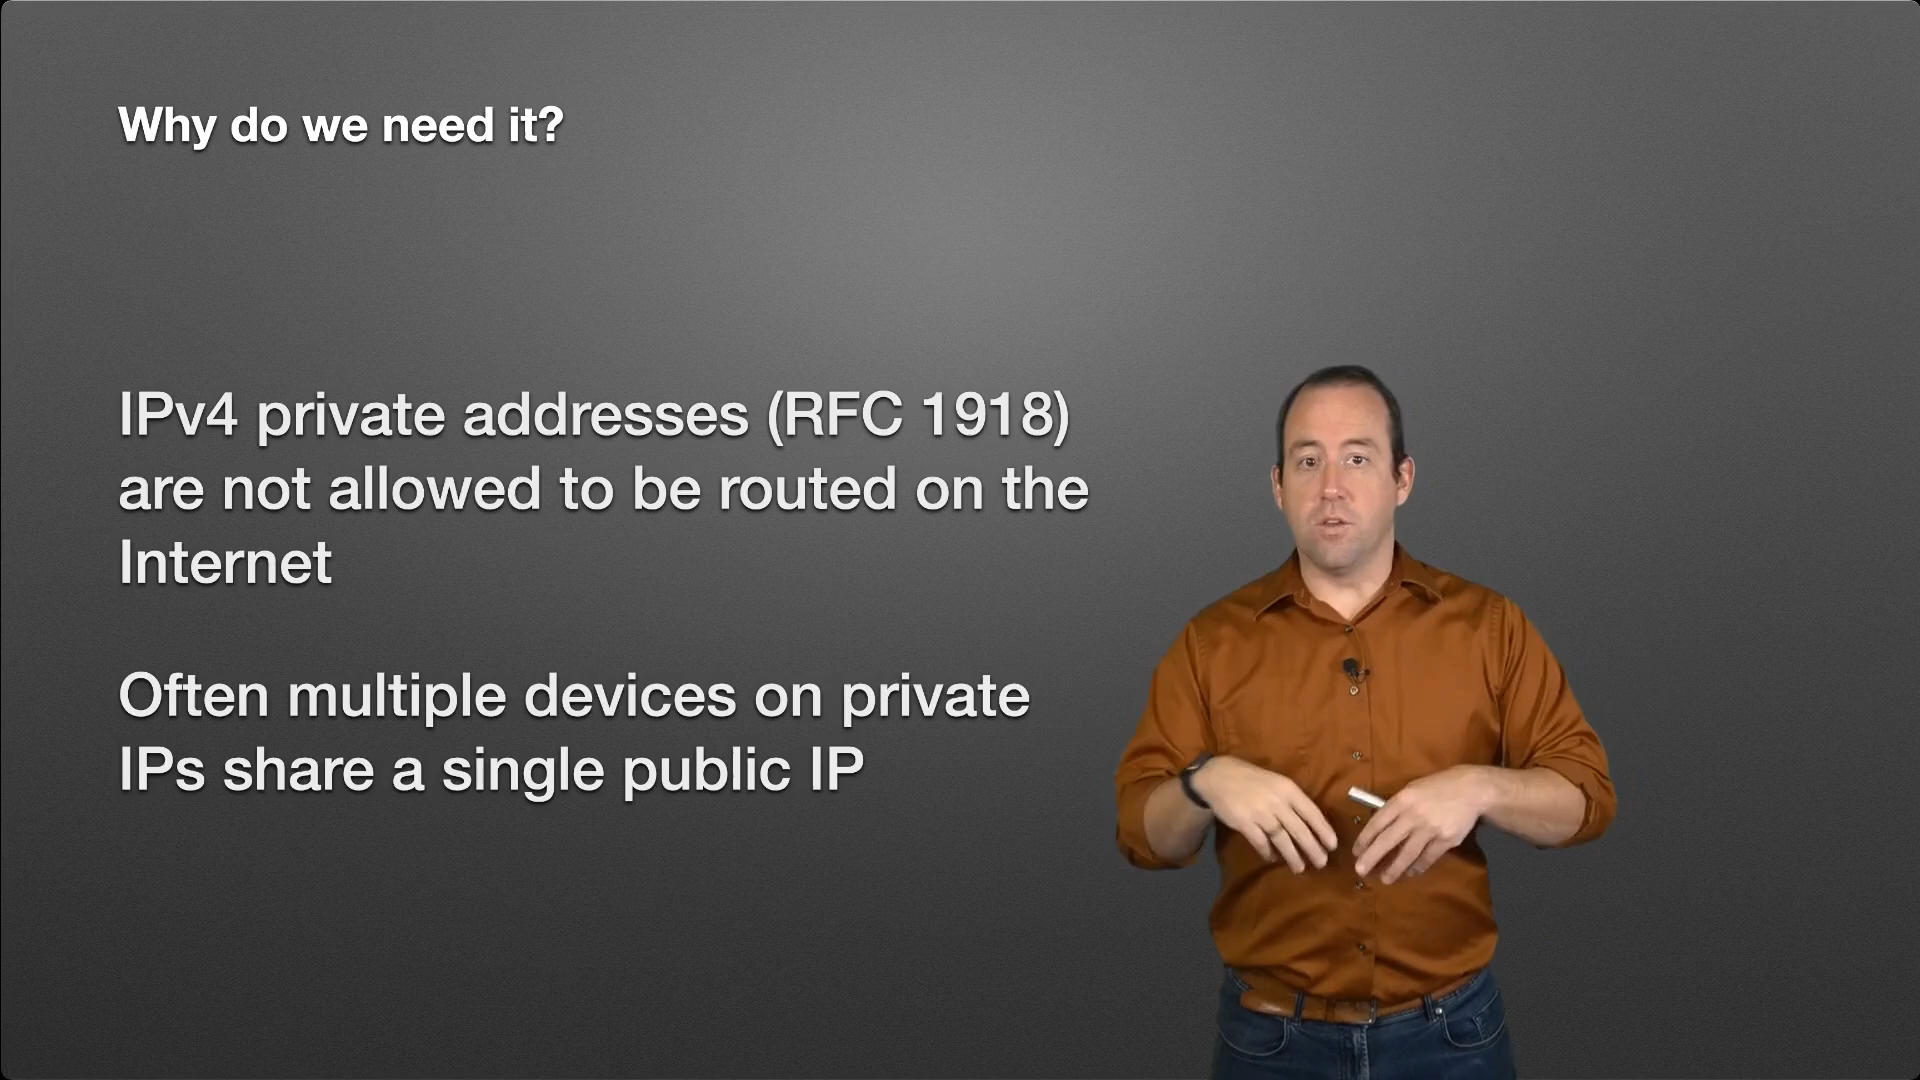 Why do we need it?
IPv4 private addresses (RFC 1918)
are not allowed to be routed on the
Internet
Often multiple devices on private
IPs share a single public IP